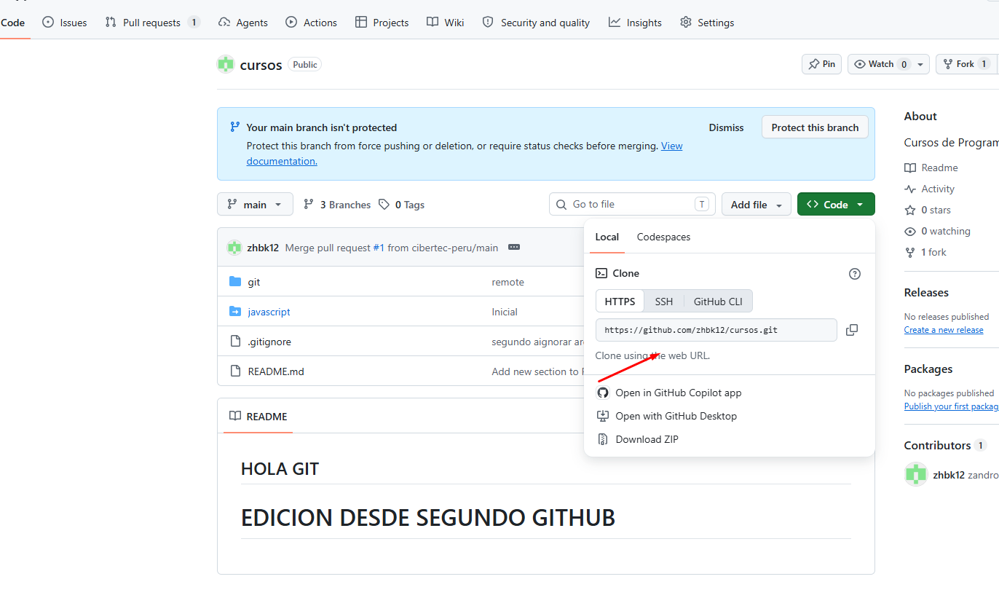 Code Issues Pull requests 1 Agents Actions Projects Wiki Security and quality Insights Settings
cursos Public
Pin Watch 0 Fork 1
Your main branch isn't protected
Protect this branch from force pushing or deletion, or require status checks before merging. View
documentation.
Dismiss Protect this branch
main 3 Branches 0 Tags
Go to file T Add file Code
zhbk12 Merge pull request #1 from cibertec-peru/main
git remote
javascript Inicial
.gitignore segundo aignorar
README.md Add new section to
Local Codespaces
Clone
HTTPS SSH GitHub CLI
https://github.com/zhbk12/cursos.git
Clone using the web URL.
Open in GitHub Copilot app
Open with GitHub Desktop
Download ZIP
README
HOLA GIT
EDICION DESDE SEGUNDO GITHUB
About
Cursos de Program
Readme
Activity
0 stars
0 watching
1 fork
Releases
No releases published
Create a new release
Packages
No packages published
Publish your first packag
Contributors 1
zhbk12 zandro